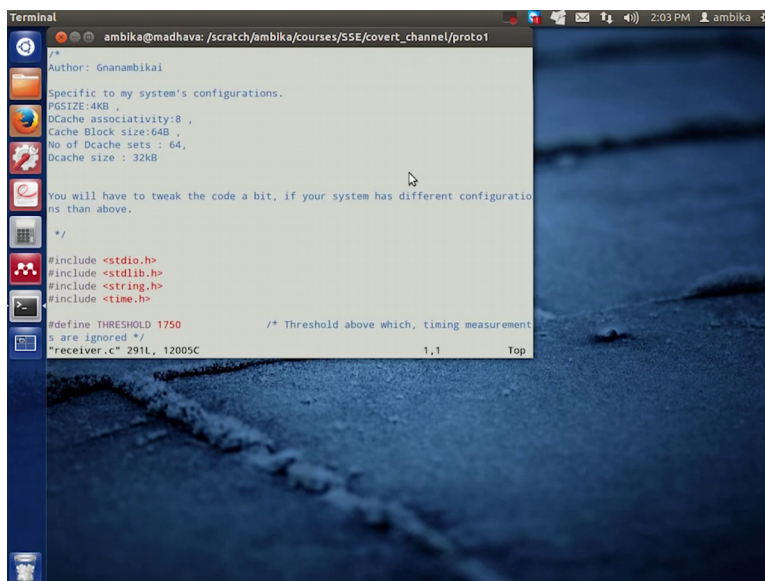 Terminal
2:03 PM
ambika
ambika@madhava: /scratch/ambika/courses/SSE/covert_channel/proto1
/*
Author: Gnanambikai
Specific to my system's configurations.
PGSIZE:4KB ,
DCache associativity:8 ,
Cache Block size:64B ,
No of Dcache sets : 64,
Dcache size : 32kB
You will have to tweak the code a bit, if your system has different configuratio
ns than above.
*/
#include <stdio.h>
#include <stdlib.h>
#include <string.h>
#include <time.h>
#define THRESHOLD 1750 /* Threshold above which, timing measurement
s are ignored */
"receiver.c" 291L, 12005C 1,1 Top